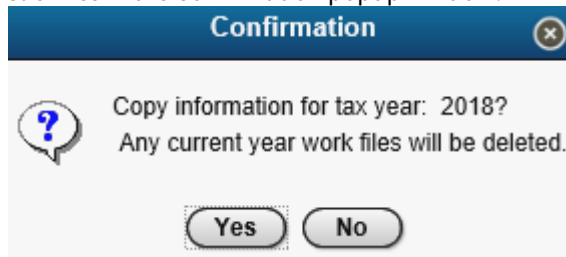 Confirmation
Copy information for tax year: 2018?
Any current year work files will be deleted.
Yes No